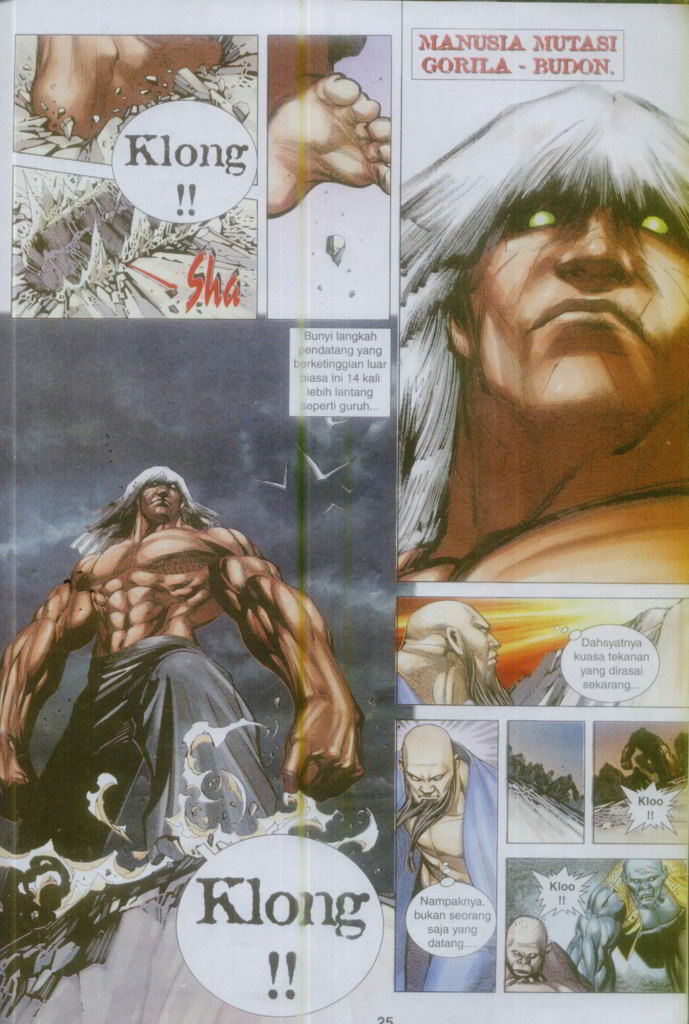 Klong
!!
Sha
MANUSIA MUTASI
GORILA - BUDON.
Bunyi langkah
pendatang yang
berketinggian luar
biasa ini 14 kali
lebih lantang
seperti guruh...
Klong
!!
Dahsyatnya
kuasa tekanan
yang dirasai
sekarang...
Nampaknya,
bukan seorang
saja yang
datang....
Kloo
!!
Kloo
!!
25